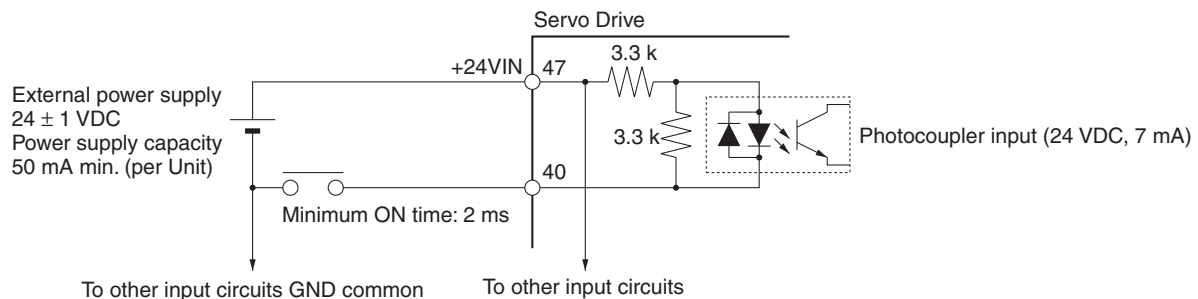 Servo Drive
3.3 k
+24VIN
47
External power supply
24 ± 1 VDC
Power supply capacity
50 mA min. (per Unit)
3.3 k
Photocoupler input (24 VDC, 7 mA)
40
Minimum ON time: 2 ms
To other input circuits GND common
To other input circuits